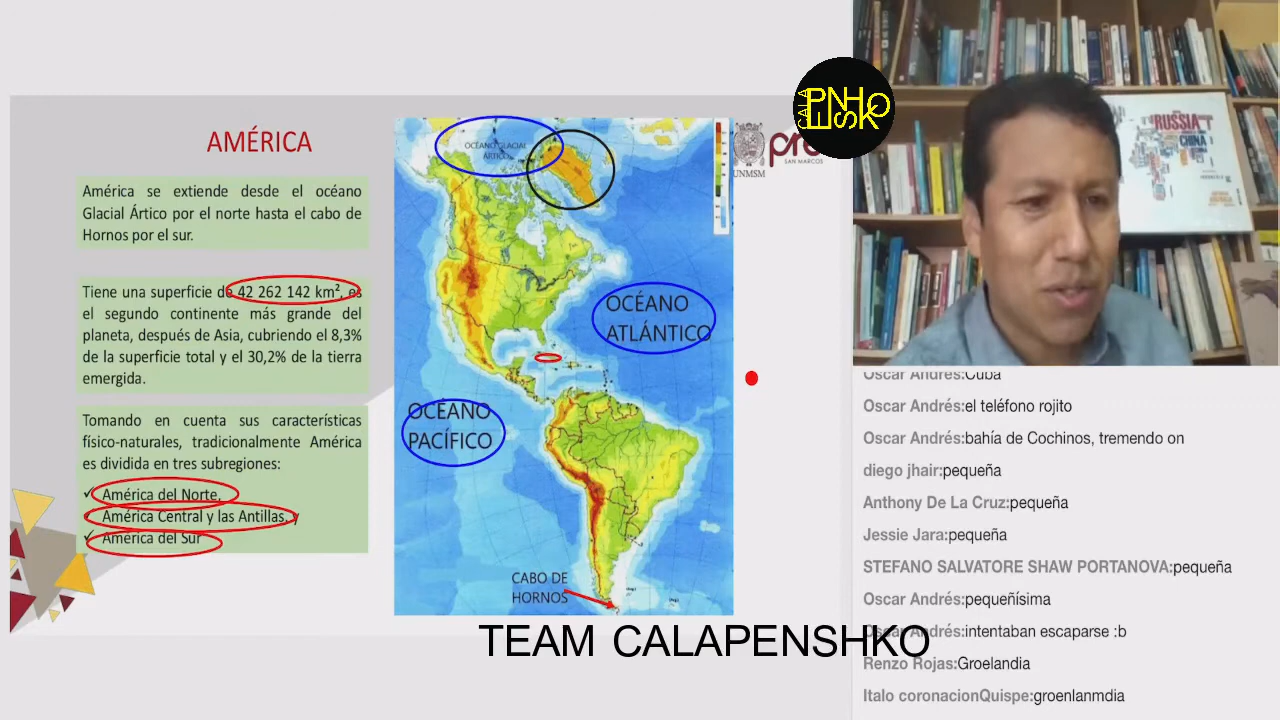 AMÉRICA
América se extiende desde el océano
Glacial Ártico por el norte hasta el cabo de
Hornos por el sur.
Tiene una superficie de 42 262 142 km², es
el segundo continente más grande del
planeta, después de Asia, cubriendo el 8,3%
de la superficie total y el 30,2% de la tierra
emergida.
Tomando en cuenta sus características
físico-naturales, tradicionalmente América
es dividida en tres subregiones:
✓ América del Norte,
✓ América Central y las Antillas, y
✓ América del Sur
OCÉANO GLACIAL
ÁRTICO
OCÉANO
ATLÁNTICO
OCÉANO
PACÍFICO
CABO DE
HORNOS
UNMSM
pre
SAN MARCOS
CALA
PENSHKO
RUSSIA
CHINA
Oscar Andrés:Cuba
Oscar Andrés:el teléfono rojito
Oscar Andrés:bahía de Cochinos, tremendo on
diego jhair:pequeña
Anthony De La Cruz:pequeña
Jessie Jara:pequeña
STEFANO SALVATORE SHAW PORTANOVA:pequeña
Oscar Andrés:pequeñísima
Oscar Andrés:intentaban escaparse :b
Renzo Rojas:Groelandia
Italo coronacionQuispe:groenlanmdia
TEAM CALAPENSHKO